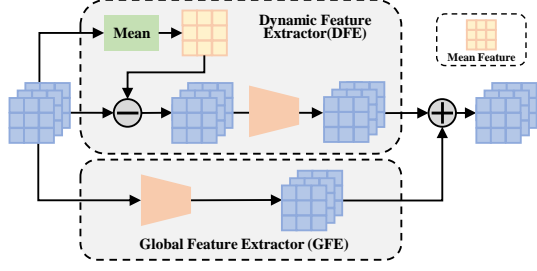 Dynamic Feature
Extractor(DFE)
Mean
Mean Feature
Global Feature Extractor (GFE)